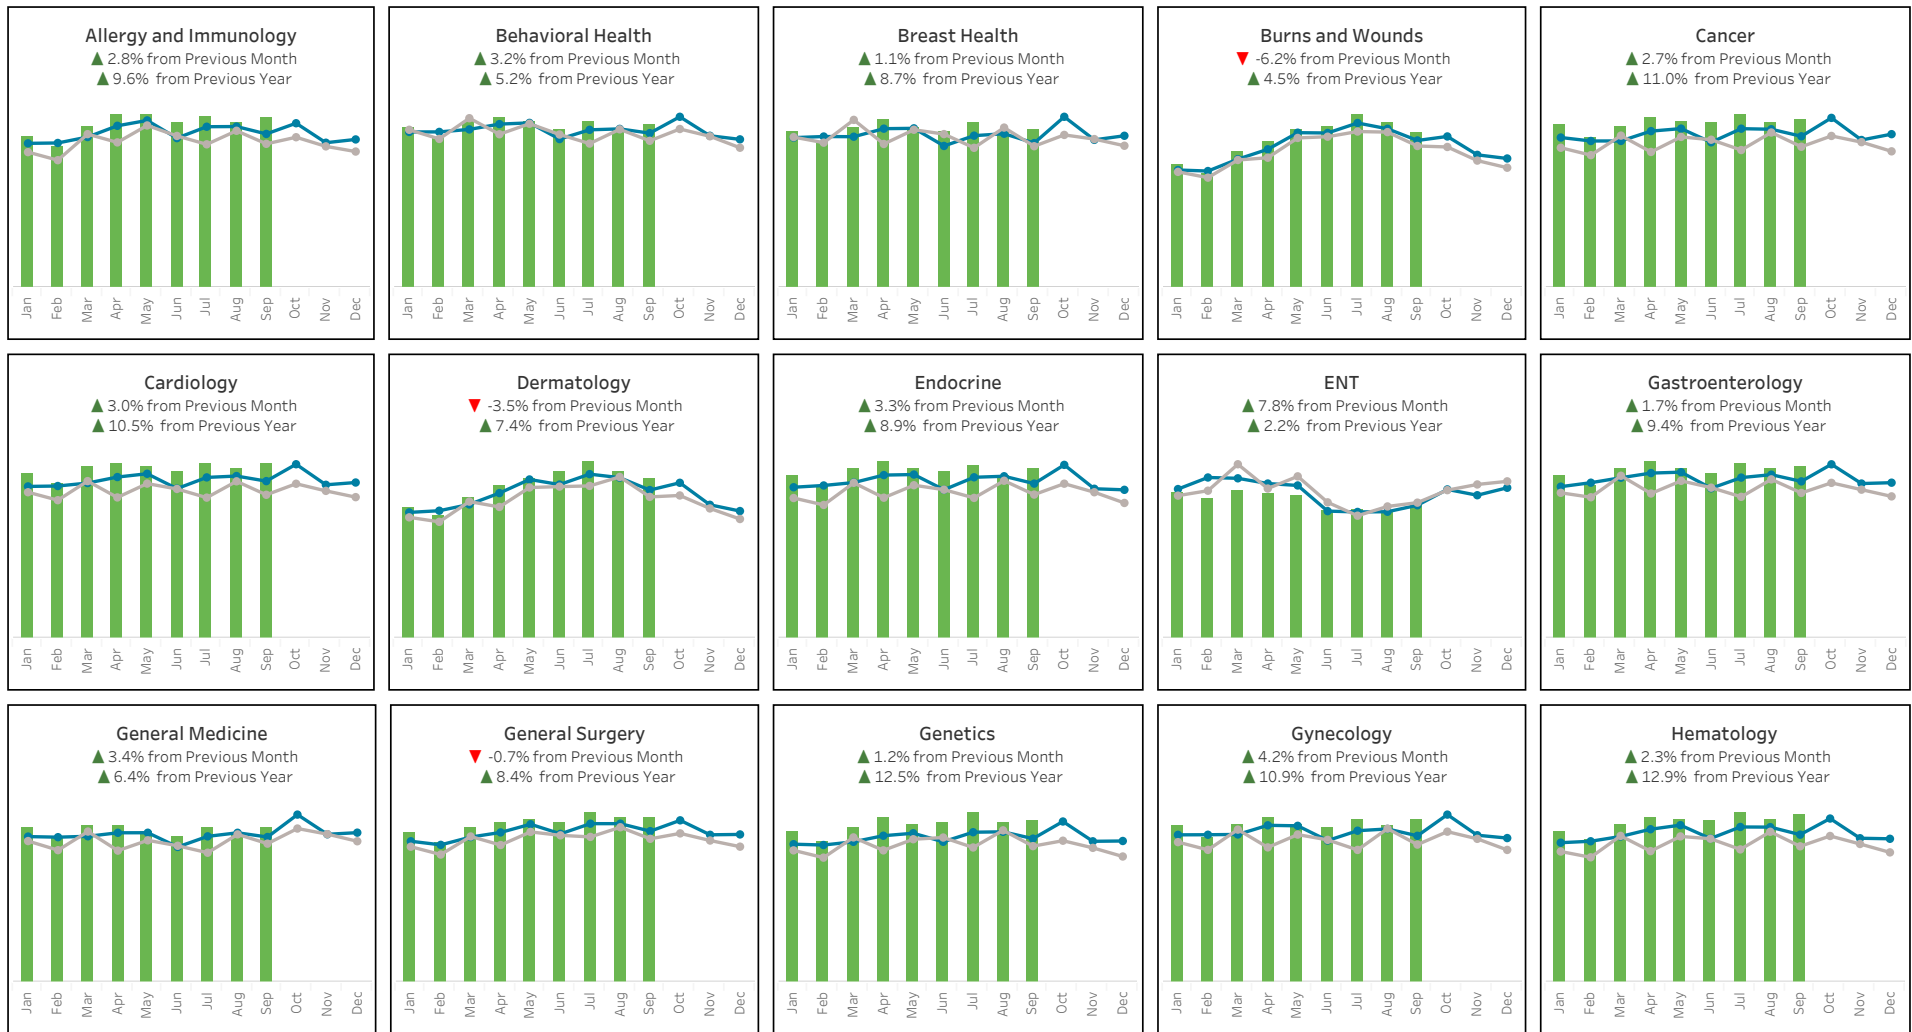 Allergy and Immunology
▲ 2.8% from Previous Month
▲ 9.6% from Previous Year
Jan Feb Mar Apr May Jun Jul Aug Sep Oct Nov Dec
Behavioral Health
▲ 3.2% from Previous Month
▲ 5.2% from Previous Year
Jan Feb Mar Apr May Jun Jul Aug Sep Oct Nov Dec
Breast Health
▲ 1.1% from Previous Month
▲ 8.7% from Previous Year
Jan Feb Mar Apr May Jun Jul Aug Sep Oct Nov Dec
Burns and Wounds
▼ -6.2% from Previous Month
▲ 4.5% from Previous Year
Jan Feb Mar Apr May Jun Jul Aug Sep Oct Nov Dec
Cancer
▲ 2.7% from Previous Month
▲ 11.0% from Previous Year
Jan Feb Mar Apr May Jun Jul Aug Sep Oct Nov Dec
Cardiology
▲ 3.0% from Previous Month
▲ 10.5% from Previous Year
Jan Feb Mar Apr May Jun Jul Aug Sep Oct Nov Dec
Dermatology
▼ -3.5% from Previous Month
▲ 7.4% from Previous Year
Jan Feb Mar Apr May Jun Jul Aug Sep Oct Nov Dec
Endocrine
▲ 3.3% from Previous Month
▲ 8.9% from Previous Year
Jan Feb Mar Apr May Jun Jul Aug Sep Oct Nov Dec
ENT
▲ 7.8% from Previous Month
▲ 2.2% from Previous Year
Jan Feb Mar Apr May Jun Jul Aug Sep Oct Nov Dec
Gastroenterology
▲ 1.7% from Previous Month
▲ 9.4% from Previous Year
Jan Feb Mar Apr May Jun Jul Aug Sep Oct Nov Dec
General Medicine
▲ 3.4% from Previous Month
▲ 6.4% from Previous Year
Jan Feb Mar Apr May Jun Jul Aug Sep Oct Nov Dec
General Surgery
▼ -0.7% from Previous Month
▲ 8.4% from Previous Year
Jan Feb Mar Apr May Jun Jul Aug Sep Oct Nov Dec
Genetics
▲ 1.2% from Previous Month
▲ 12.5% from Previous Year
Jan Feb Mar Apr May Jun Jul Aug Sep Oct Nov Dec
Gynecology
▲ 4.2% from Previous Month
▲ 10.9% from Previous Year
Jan Feb Mar Apr May Jun Jul Aug Sep Oct Nov Dec
Hematology
▲ 2.3% from Previous Month
▲ 12.9% from Previous Year
Jan Feb Mar Apr May Jun Jul Aug Sep Oct Nov Dec